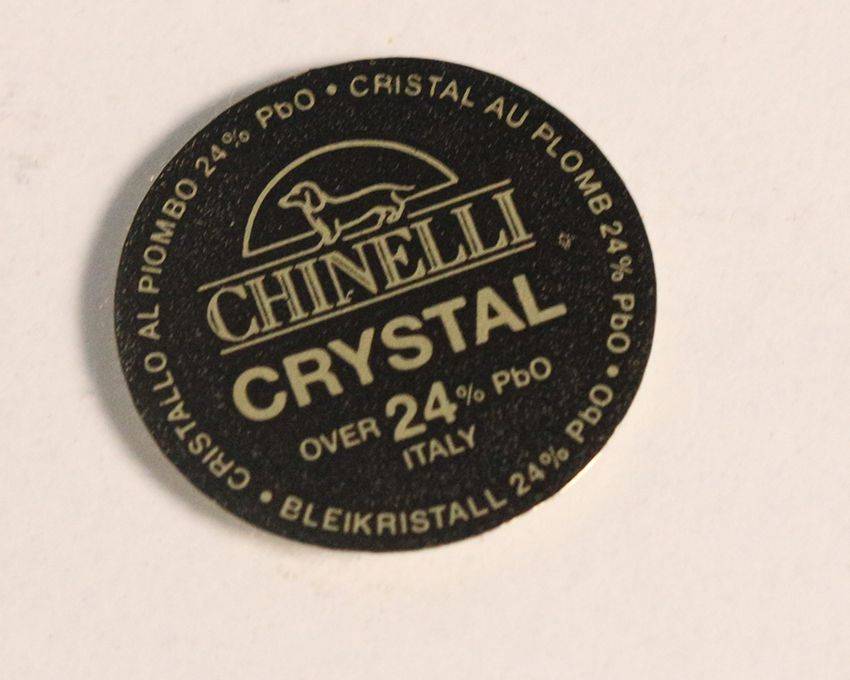 CHINELLI
CRYSTAL
OVER 24% PbO
ITALY
CRISTALLO AL PIOMBO 24% PbO • CRISTAL AU PLOMB 24% PbO • BLEIKRISTALL 24% PbO •